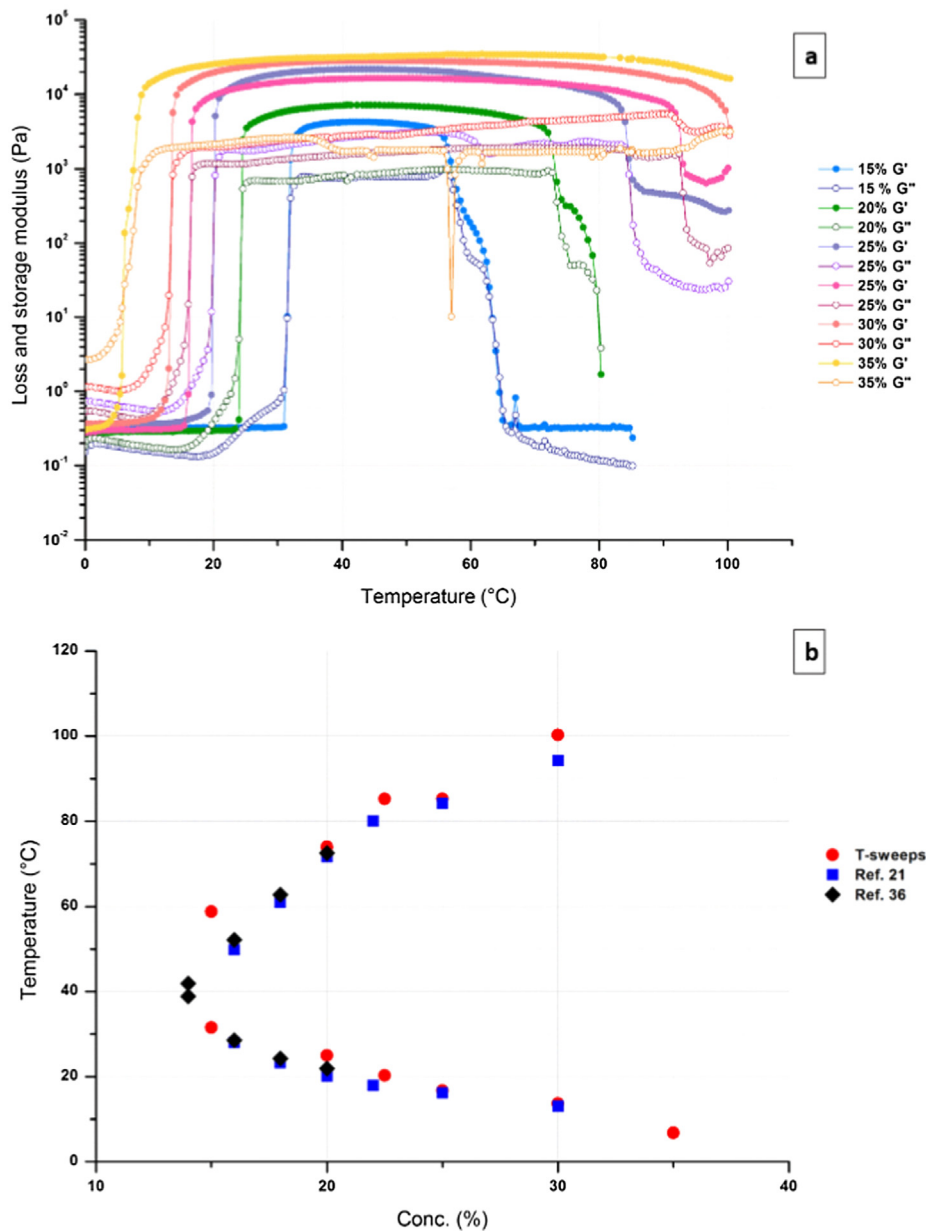 a
10⁵
10⁴
10³
10²
10¹
10⁰
10⁻¹
10⁻²
Loss and storage modulus (Pa)
0 20 40 60 80 100
Temperature (°C)
15% G'
15 % G"
20% G'
20% G"
25% G'
25% G"
25% G'
25% G"
30% G'
30% G"
35% G'
35% G"
b
120
100
80
60
40
20
0
Temperature (°C)
10 20 30 40
Conc. (%)
T-sweeps
Ref. 21
Ref. 36